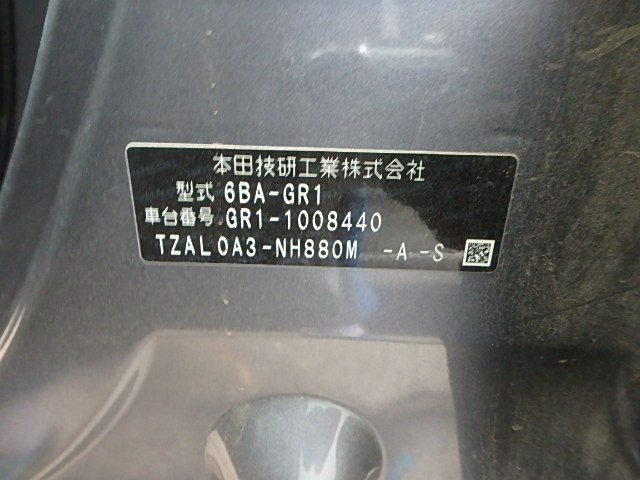 本田技研工業株式会社
型式 6BA-GR1
車台番号 GR1-1008440
TZAL0A3-NH880M -A -S